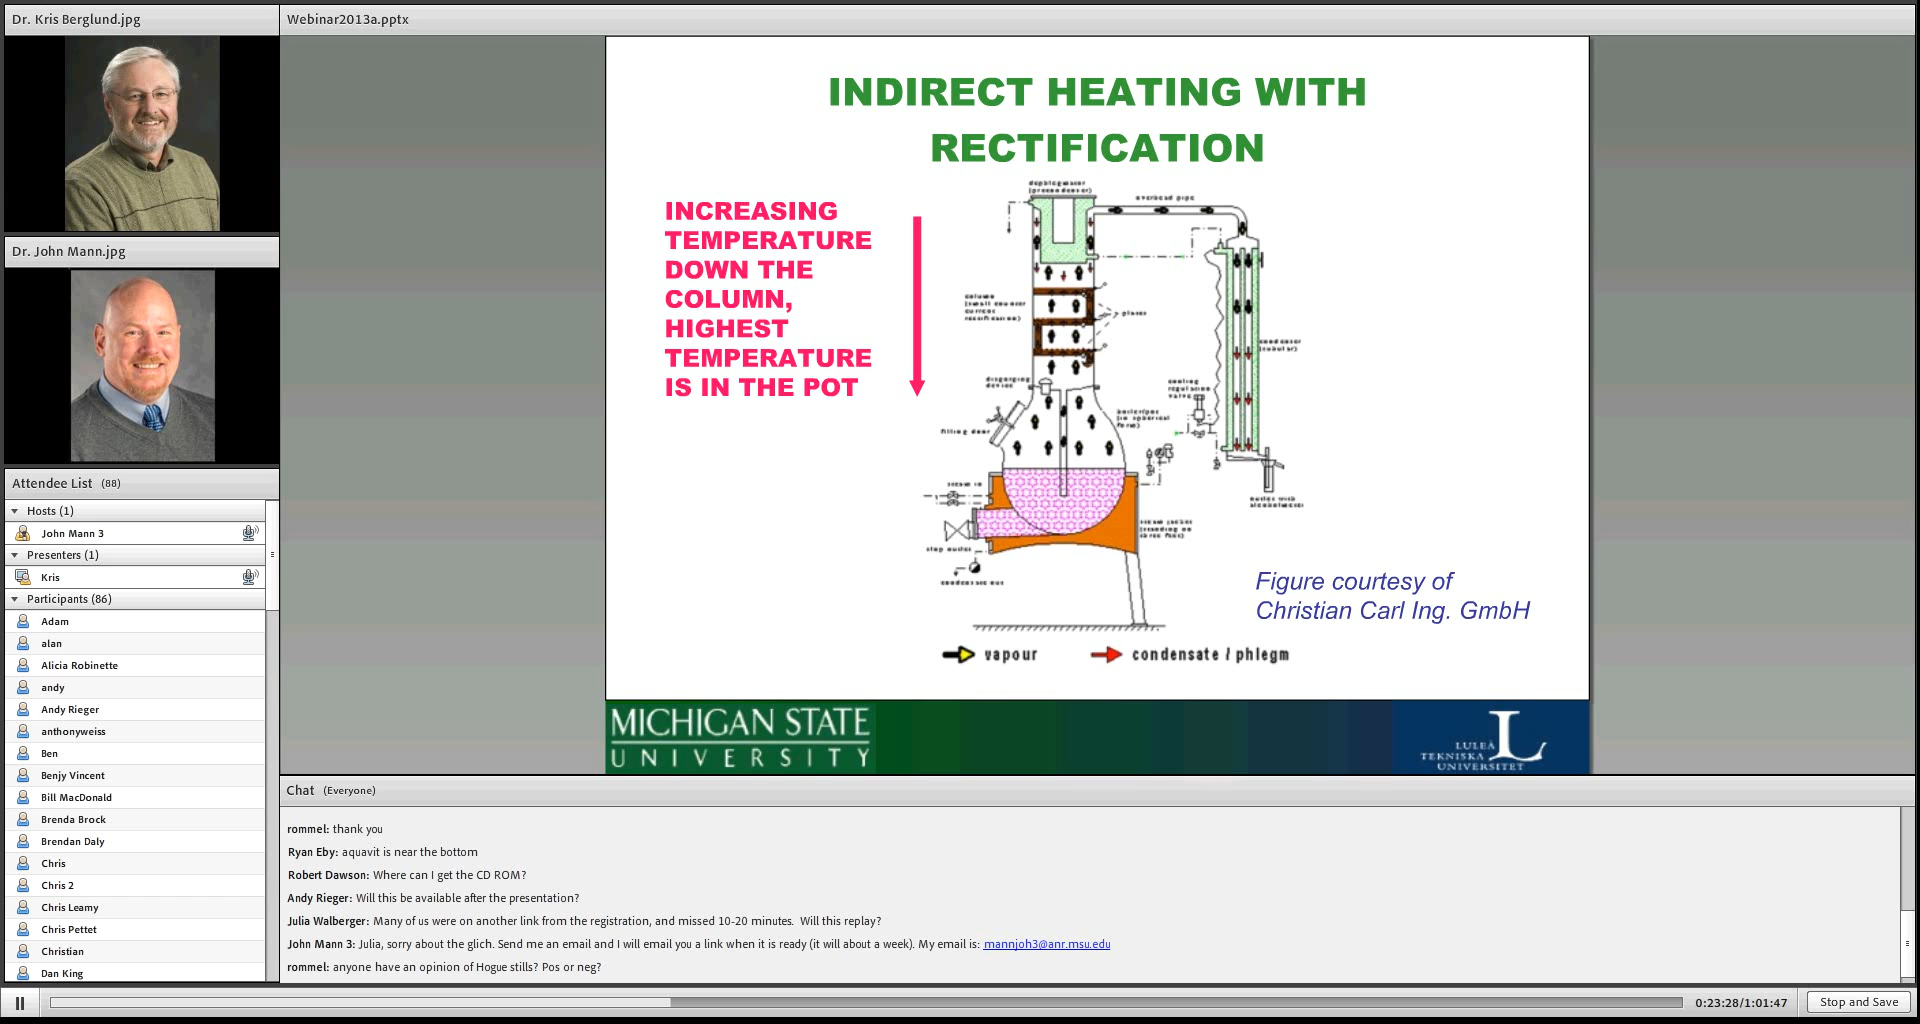 Dr. Kris Berglund.jpg
Dr. John Mann.jpg
Attendee List (88)
Hosts (1)
John Mann 3
Presenters (1)
Kris
Participants (86)
Adam
alan
Alicia Robinette
andy
Andy Rieger
anthonyweiss
Ben
Benjy Vincent
Bill MacDonald
Brenda Brock
Brendan Daly
Chris
Chris 2
Chris Leamy
Chris Pettet
Christian
Dan King
Webinar2013a.pptx
INDIRECT HEATING WITH
RECTIFICATION
INCREASING
TEMPERATURE
DOWN THE
COLUMN,
HIGHEST
TEMPERATURE
IS IN THE POT
overhead pipe
plates
filling door
steam in
Figure courtesy of
Christian Carl Ing. GmbH
vapour
condensate / phlegm
MICHIGAN STATE
UNIVERSITY
LULEÅ
TEKNISKA
UNIVERSITET
Chat (Everyone)
rommel: thank you
Ryan Eby: aquavit is near the bottom
Robert Dawson: Where can I get the CD ROM?
Andy Rieger: Will this be available after the presentation?
Julia Walberger: Many of us were on another link from the registration, and missed 10-20 minutes. Will this replay?
John Mann 3: Julia, sorry about the glich. Send me an email and I will email you a link when it is ready (it will about a week). My email is: mannjoh3@anr.msu.edu
rommel: anyone have an opinion of Hogue stills? Pos or neg?
0:23:28/1:01:47
Stop and Save